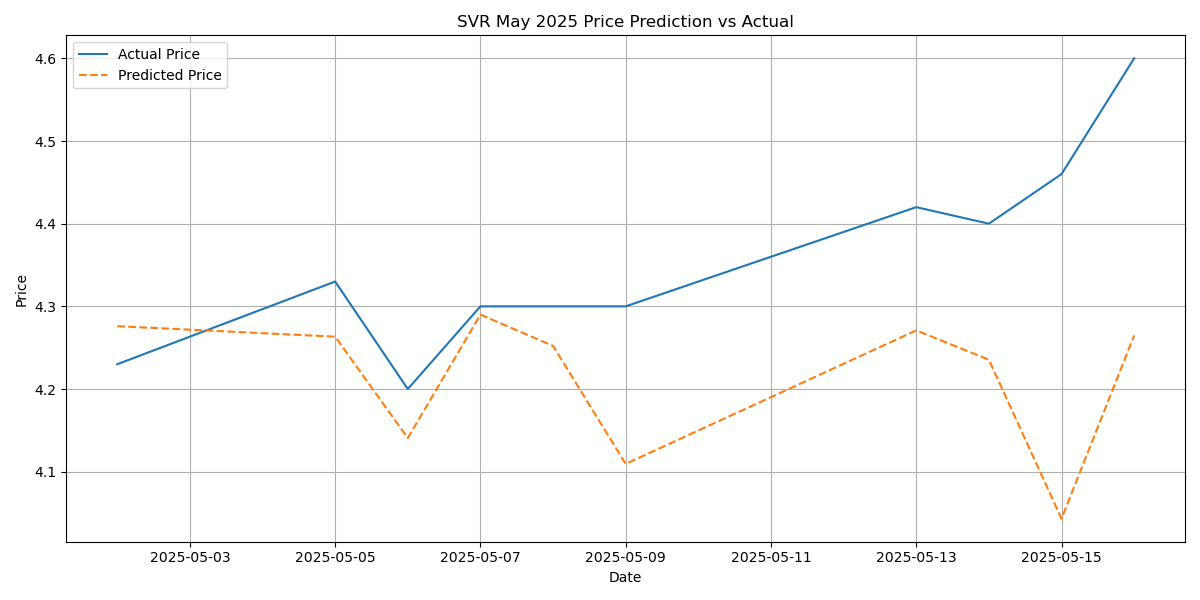 SVR May 2025 Price Prediction vs Actual
Actual Price
Predicted Price
4.6
4.5
4.4
4.3
4.2
4.1
Price
2025-05-03 2025-05-05 2025-05-07 2025-05-09 2025-05-11 2025-05-13 2025-05-15
Date